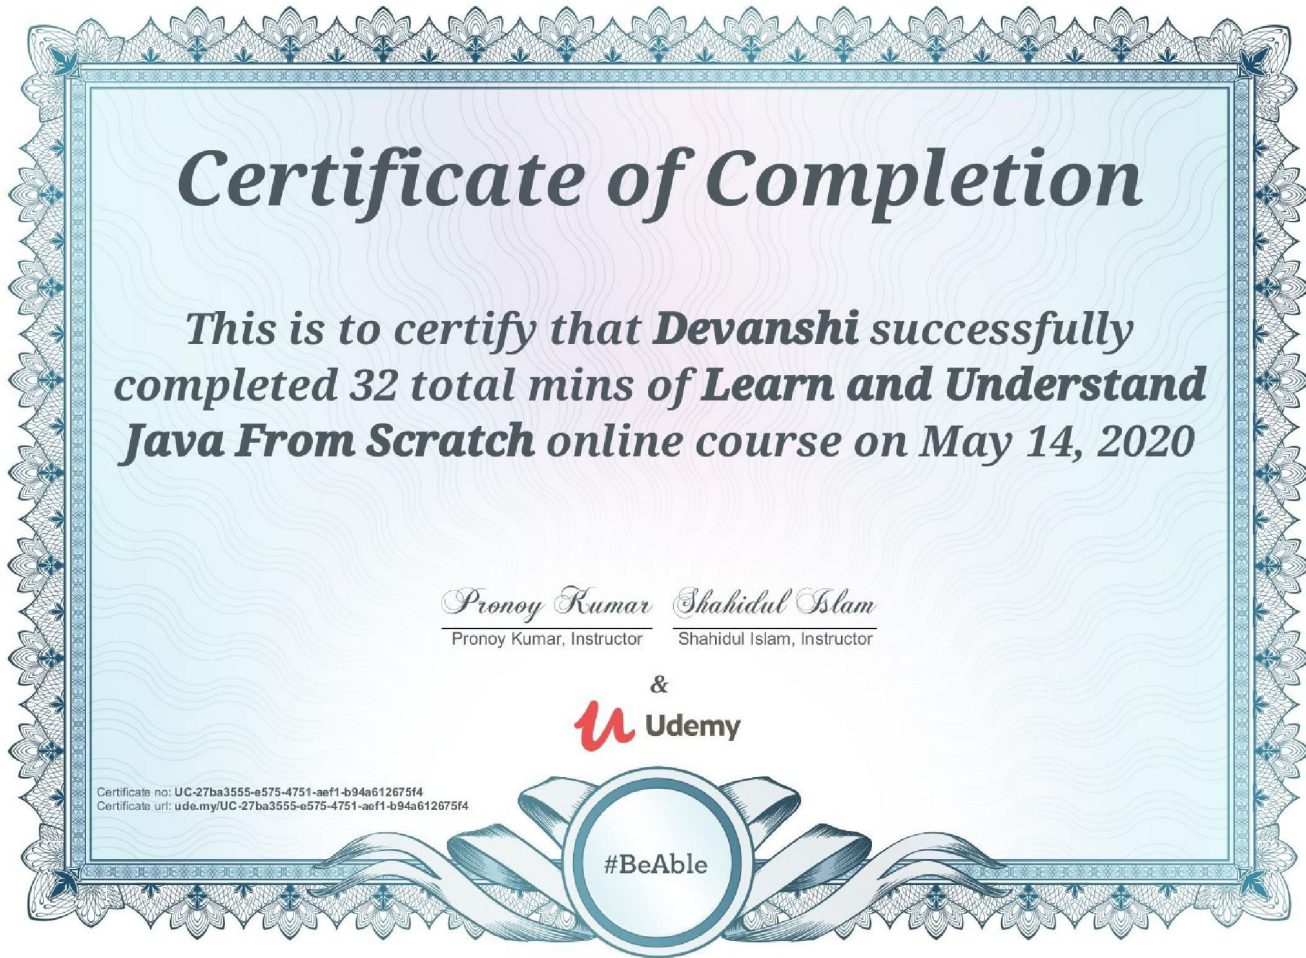 Certificate of Completion
This is to certify that Devanshi successfully
completed 32 total mins of Learn and Understand
Java From Scratch online course on May 14, 2020
Pronoy Kumar Shahidul Islam
Pronoy Kumar, Instructor Shahidul Islam, Instructor
&
Udemy
Certificate no: UC-27ba3555-e575-4751-aef1-b94a612675f4
Certificate url: ude.my/UC-27ba3555-e575-4751-aef1-b94a612675f4
#BeAble